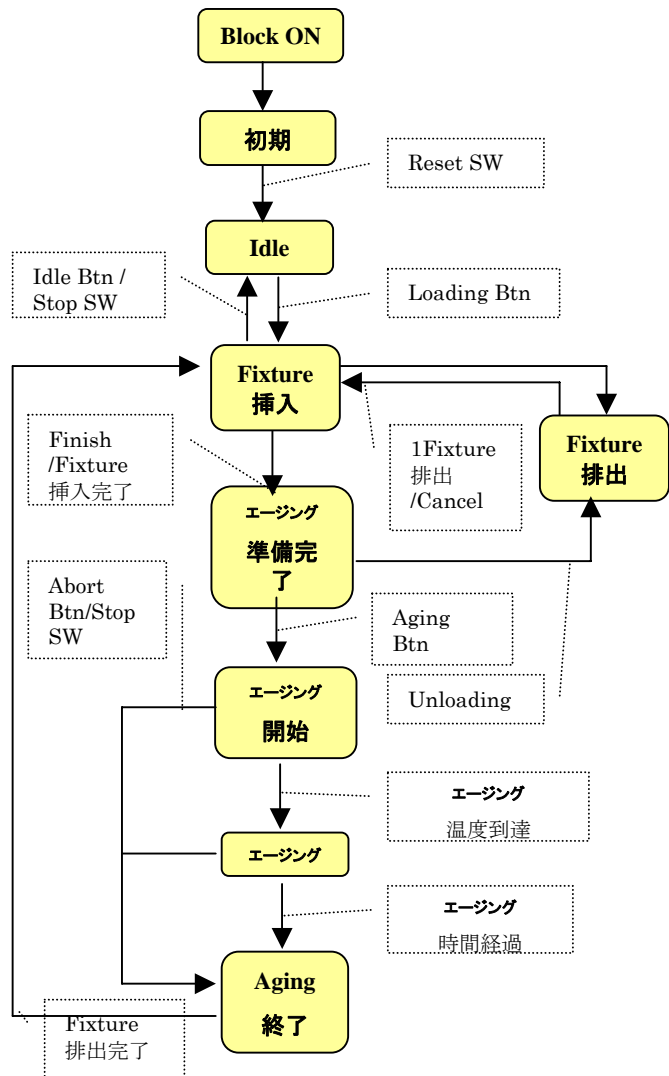 Block ON
初期
Reset SW
Idle
Idle Btn /
Stop SW
Loading Btn
Fixture
挿入
Finish
/Fixture
挿入完了
1Fixture
排出
/Cancel
Fixture
排出
エージング
準備完
了
Abort
Btn/Stop
SW
Aging
Btn
Unloading
エージング
開始
エージング
温度到達
エージング
エージング
時間経過
Aging
終了
Fixture
排出完了